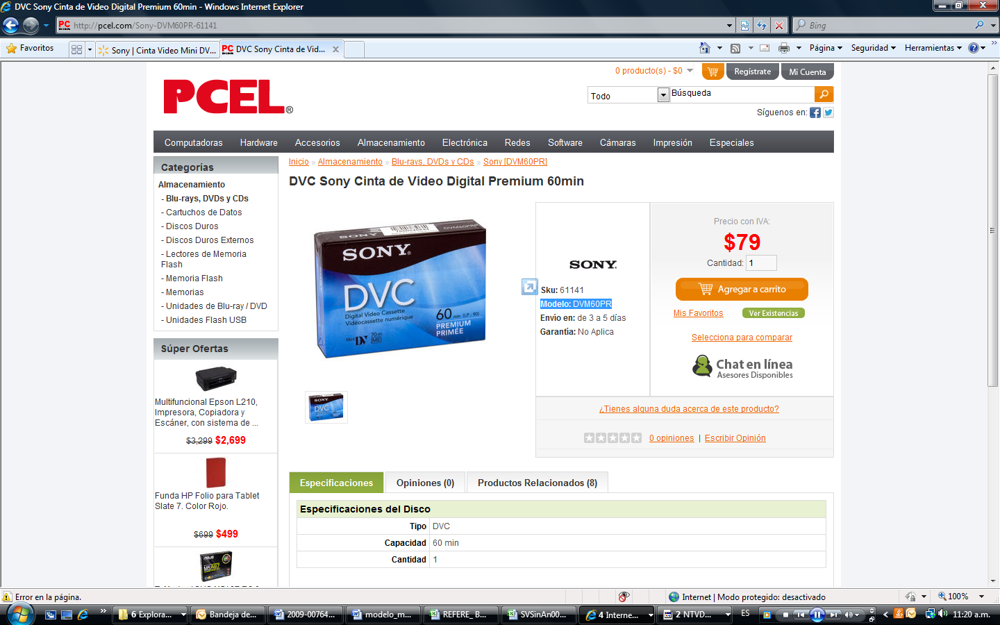 DVC Sony Cinta de Video Digital Premium 60min - Windows Internet Explorer
http://pcel.com/Sony-DVM60PR-61141
Bing
Favoritos
Sony | Cinta Video Mini DV...
DVC Sony Cinta de Vid...
Página
Seguridad
Herramientas
0 producto(s) - $0
Regístrate
Mi Cuenta
PCEL®
Todo
Búsqueda
Síguenos en:
Computadoras Hardware Accesorios Almacenamiento Electrónica Redes Software Cámaras Impresión Especiales
Categorías
Almacenamiento
- Blu-rays, DVDs y CDs
- Cartuchos de Datos
- Discos Duros
- Discos Duros Externos
- Lectores de Memoria
Flash
- Memoria Flash
- Memorias
- Unidades de Blu-ray / DVD
- Unidades Flash USB
Súper Ofertas
Multifuncional Epson L210,
Impresora, Copiadora y
Escáner, con sistema de ...
$3,299 $2,699
Funda HP Folio para Tablet
Slate 7. Color Rojo.
$699 $499
Inicio » Almacenamiento » Blu-rays, DVDs y CDs » Sony [DVM60PR]
DVC Sony Cinta de Video Digital Premium 60min
DVM60PR
SONY®
DVC
Digital Video Cassette
Vidéocassette numérique
60 min (LP : 90)
PREMIUM
PRIMÉE
Mini DV
70m
[ME]
SONY
DVC
SONY.
Sku: 61141
Modelo: DVM60PR
Envio en: de 3 a 5 días
Garantía: No Aplica
Precio con IVA:
$79
Cantidad: 1
Agregar a carrito
Mis Favoritos
Ver Existencias
Selecciona para comparar
Chat en línea
Asesores Disponibles
¿Tienes alguna duda acerca de este producto?
0 opiniones | Escribir Opinión
Especificaciones
Opiniones (0)
Productos Relacionados (8)
Especificaciones del Disco
Tipo DVC
Capacidad 60 min
Cantidad 1
Error en la página.
Internet | Modo protegido: desactivado
100%
6 Explora...
Bandeja de...
2009-00764...
modelo_m...
REFERE_ B...
SVSinAn00...
4 Interne...
2 NTVD...
ES
11:20 a.m.